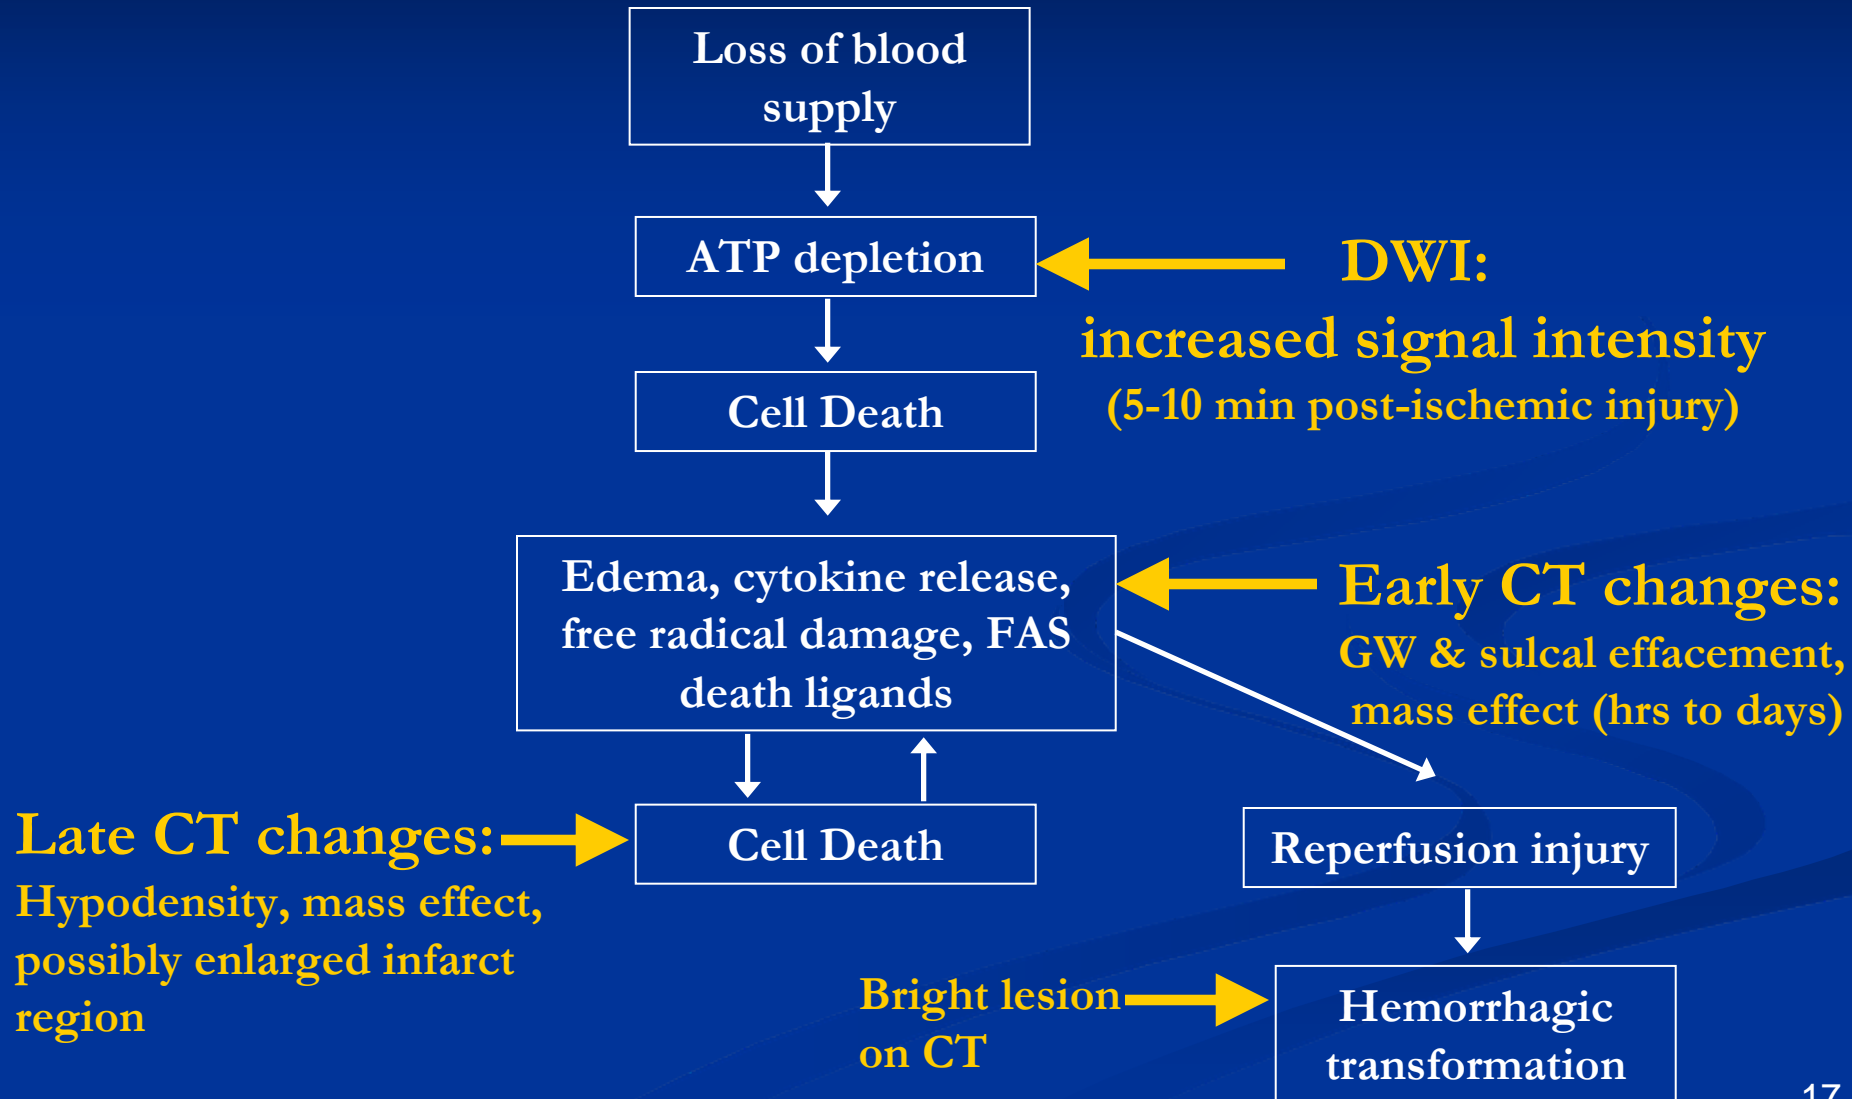 Loss of blood
supply
ATP depletion
DWI:
increased signal intensity
(5-10 min post-ischemic injury)
Cell Death
Edema, cytokine release,
free radical damage, FAS
death ligands
Early CT changes:
GW & sulcal effacement,
mass effect (hrs to days)
Late CT changes:
Hypodensity, mass effect,
possibly enlarged infarct
region
Cell Death
Reperfusion injury
Bright lesion
on CT
Hemorrhagic
transformation
17